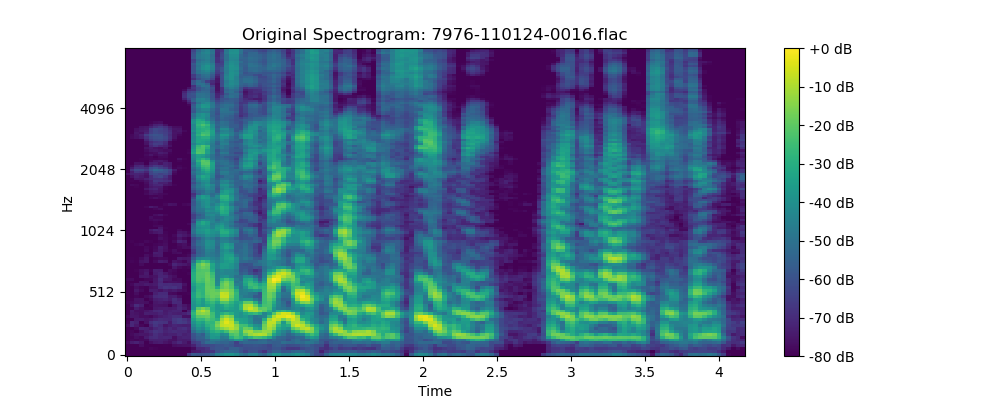 Original Spectrogram: 7976-110124-0016.flac
Hz
4096
2048
1024
512
0
0 0.5 1 1.5 2 2.5 3 3.5 4
Time
+0 dB
-10 dB
-20 dB
-30 dB
-40 dB
-50 dB
-60 dB
-70 dB
-80 dB